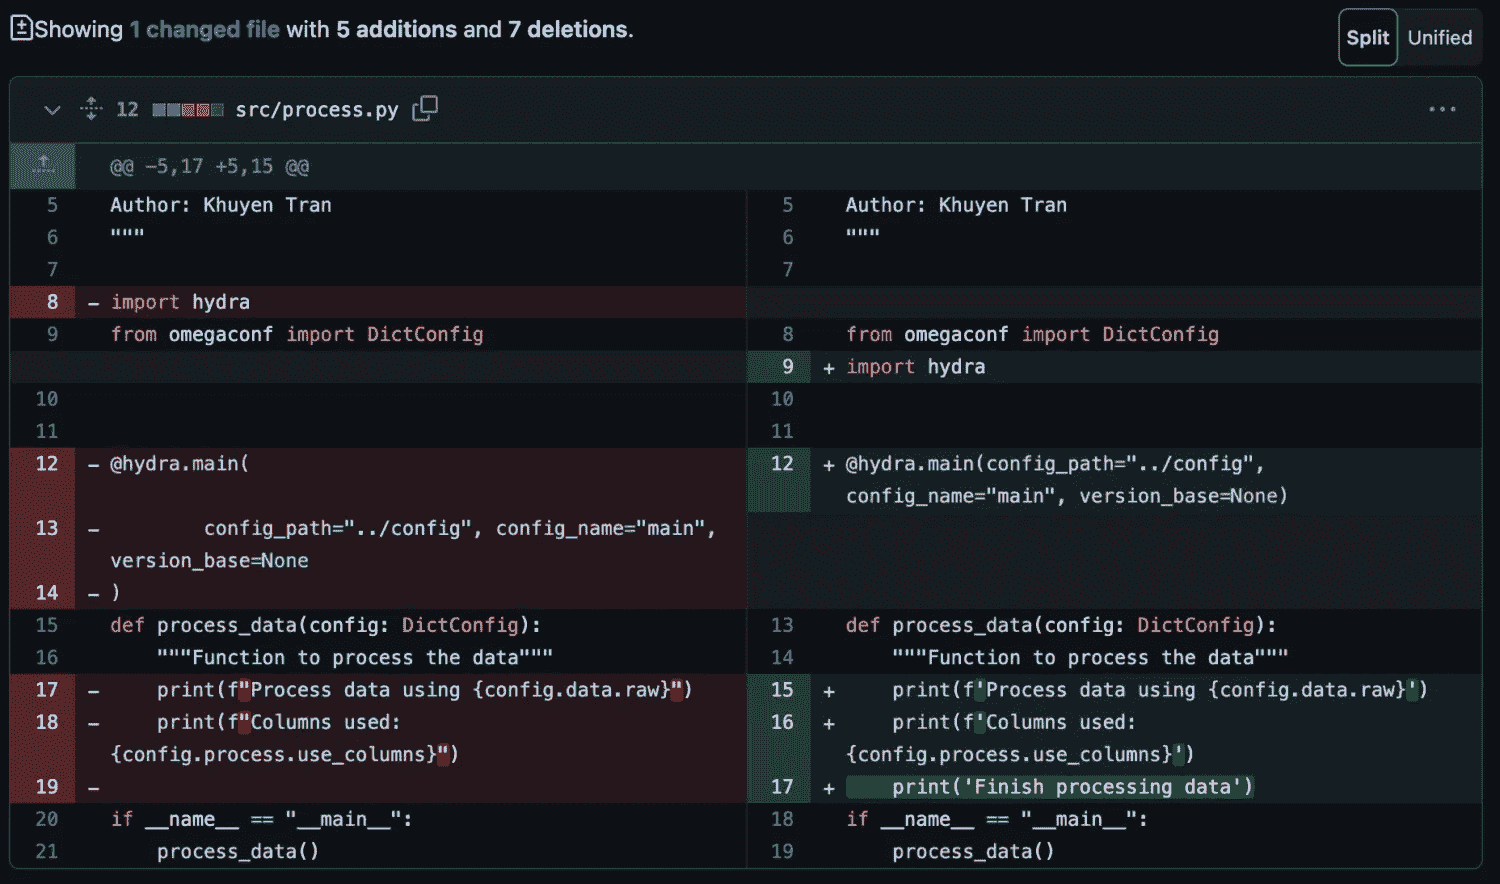 Showing 1 changed file with 5 additions and 7 deletions.
Split Unified
12 src/process.py
@@ -5,17 +5,15 @@
5 Author: Khuyen Tran 5 Author: Khuyen Tran
6 """ 6 """
7 7
8 - import hydra
9 from omegaconf import DictConfig 8 from omegaconf import DictConfig
9 + import hydra
10 10
11 11
12 - @hydra.main( 12 + @hydra.main(config_path="../config",
config_name="main", version_base=None)
13 - config_path="../config", config_name="main",
version_base=None
14 - )
15 def process_data(config: DictConfig): 13 def process_data(config: DictConfig):
16 """Function to process the data""" 14 """Function to process the data"""
17 - print(f"Process data using {config.data.raw}") 15 + print(f'Process data using {config.data.raw}')
18 - print(f"Columns used: 16 + print(f'Columns used:
{config.process.use_columns}") {config.process.use_columns}')
19 - 17 + print('Finish processing data')
20 if __name__ == "__main__": 18 if __name__ == "__main__":
21 process_data() 19 process_data()